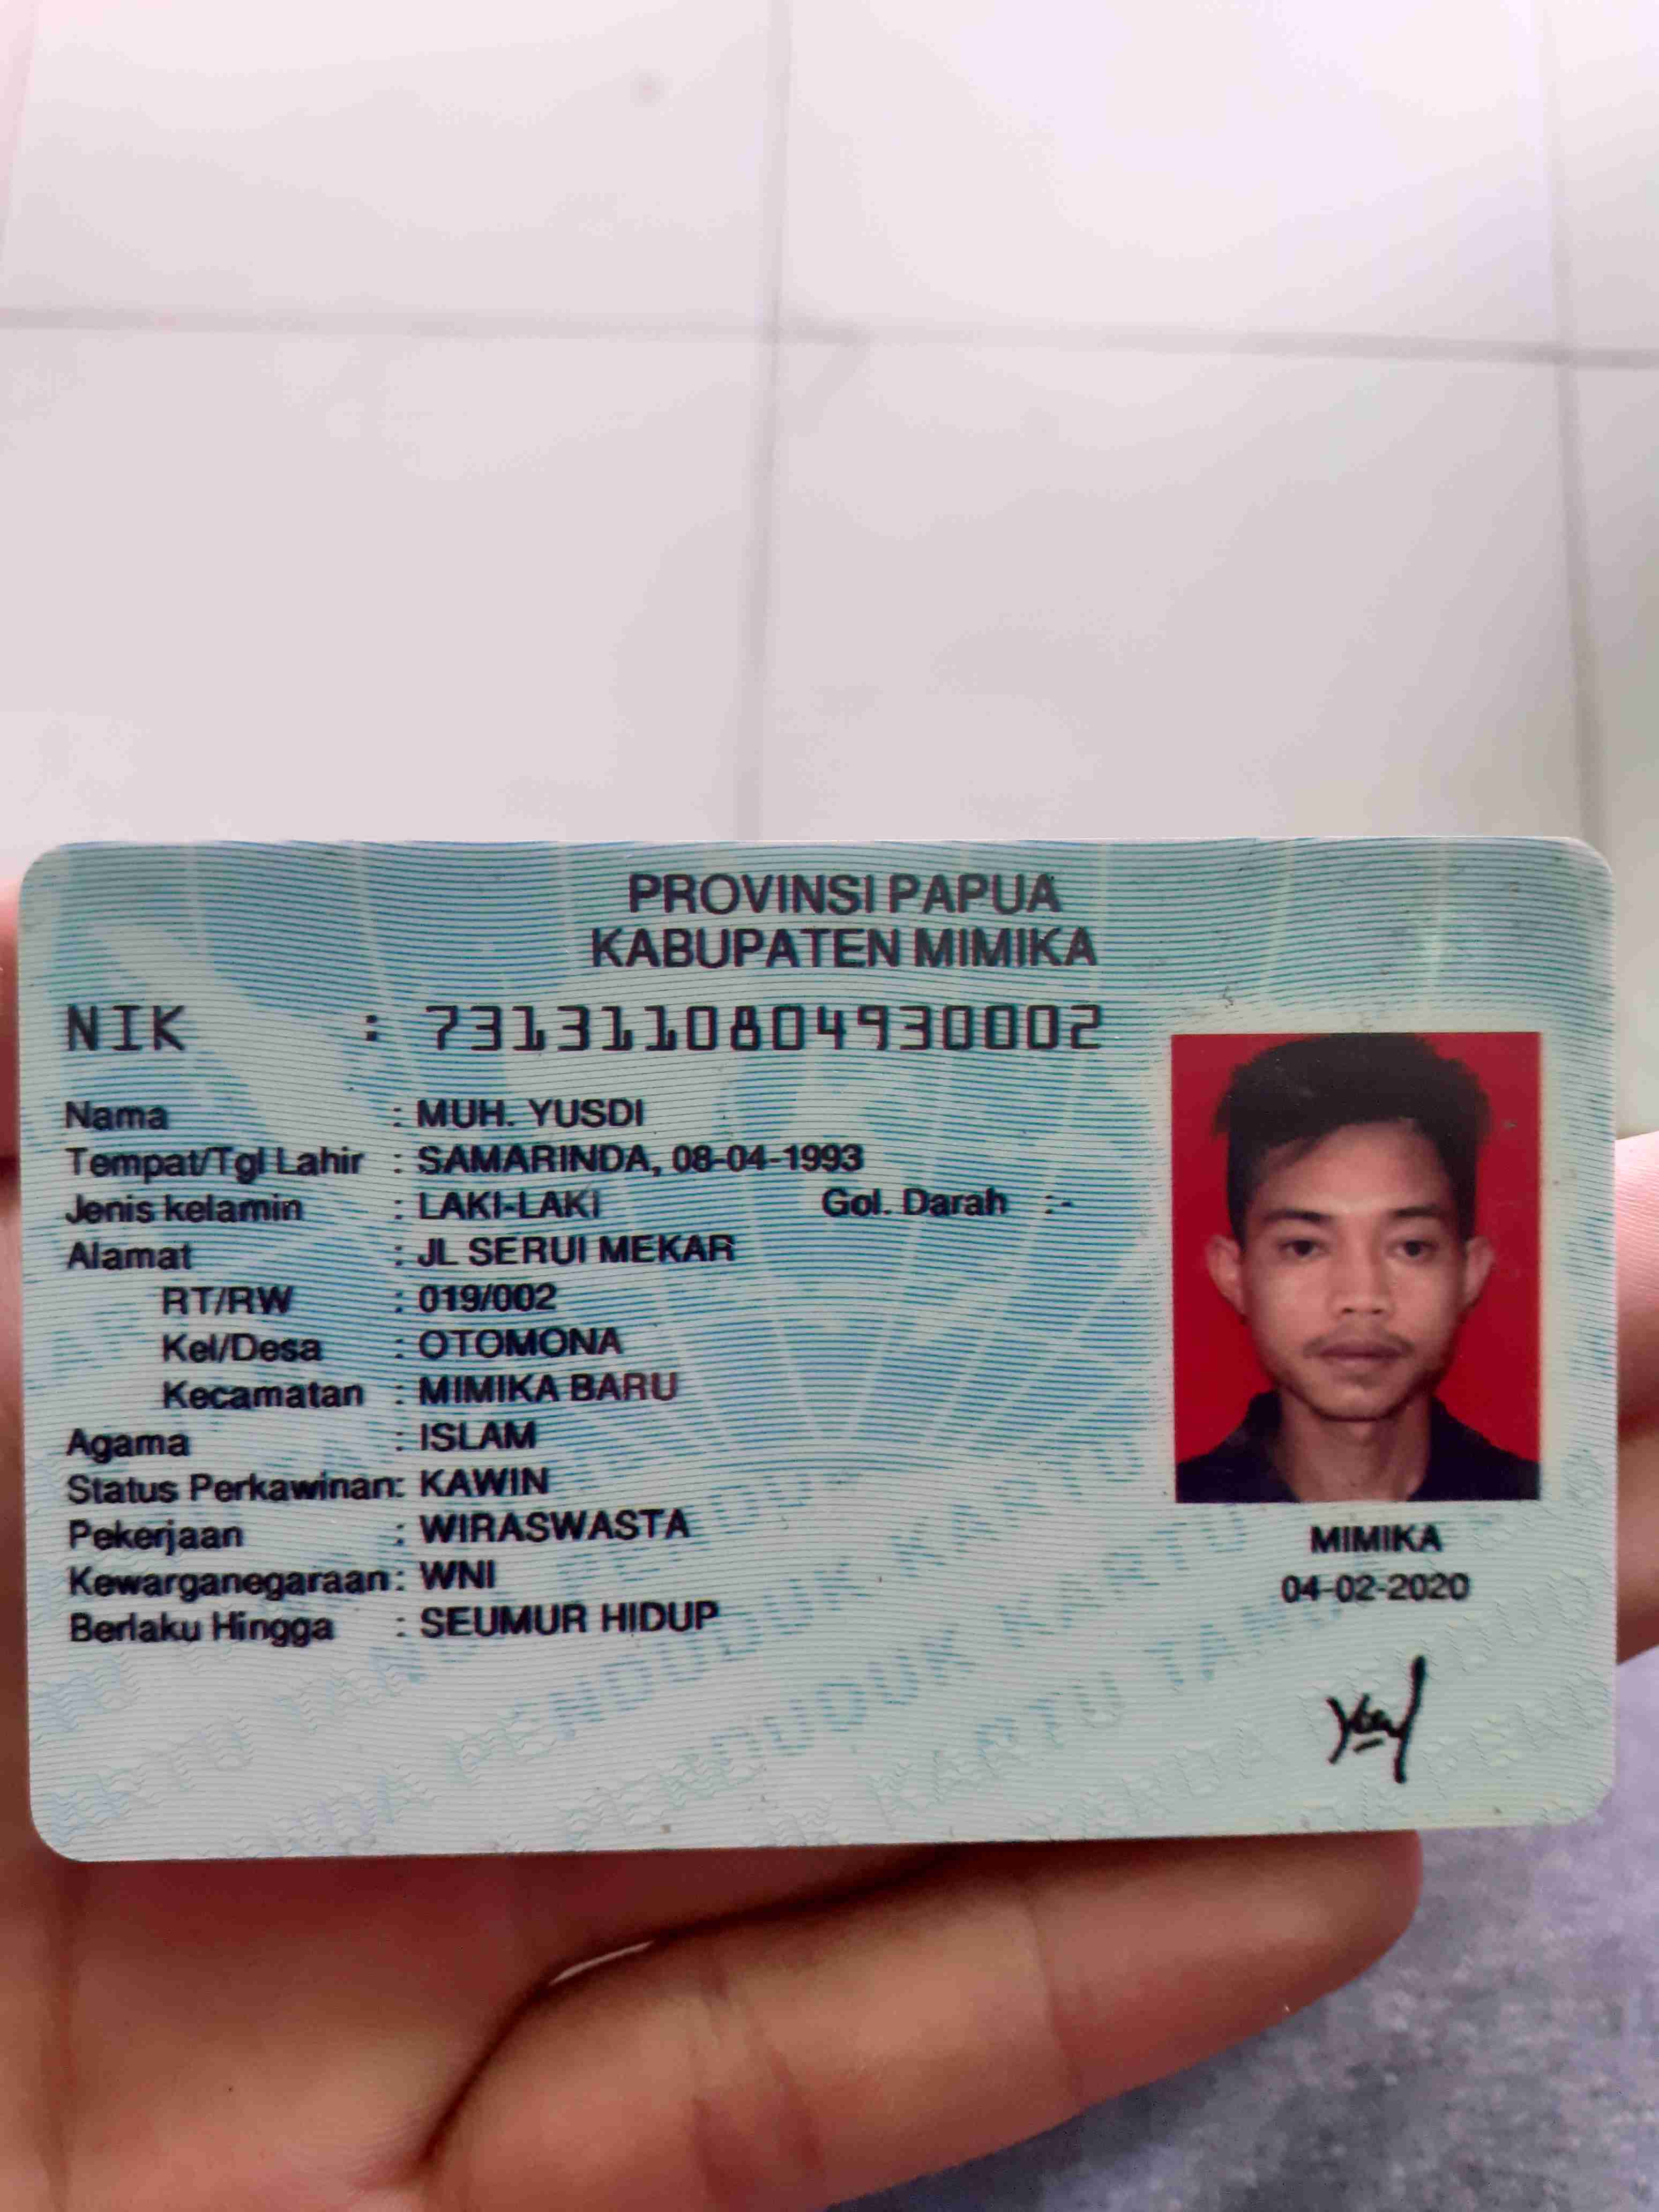 PROVINSI PAPUA
KABUPATEN MIMIKA
NIK : 7313110804930002
Nama : MUH. YUSDI
Tempat/Tgl Lahir : SAMARINDA, 08-04-1993
Jenis kelamin : LAKI-LAKI Gol. Darah : -
Alamat : JL SERUI MEKAR
RT/RW : 019/002
Kel/Desa : OTOMONA
Kecamatan : MIMIKA BARU
Agama : ISLAM
Status Perkawinan: KAWIN
Pekerjaan : WIRASWASTA
Kewarganegaraan: WNI
Berlaku Hingga : SEUMUR HIDUP
MIMIKA
04-02-2020